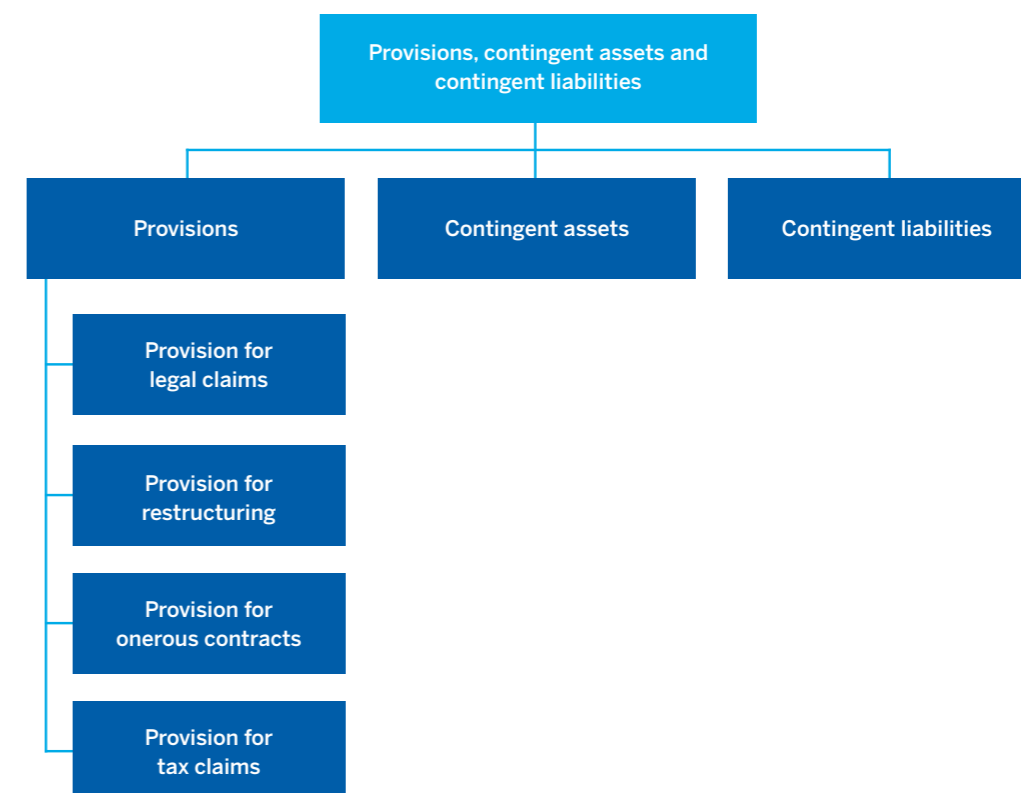 Provisions, contingent assets and
contingent liabilities
Provisions
Contingent assets
Contingent liabilities
Provision for
legal claims
Provision for
restructuring
Provision for
onerous contracts
Provision for
tax claims